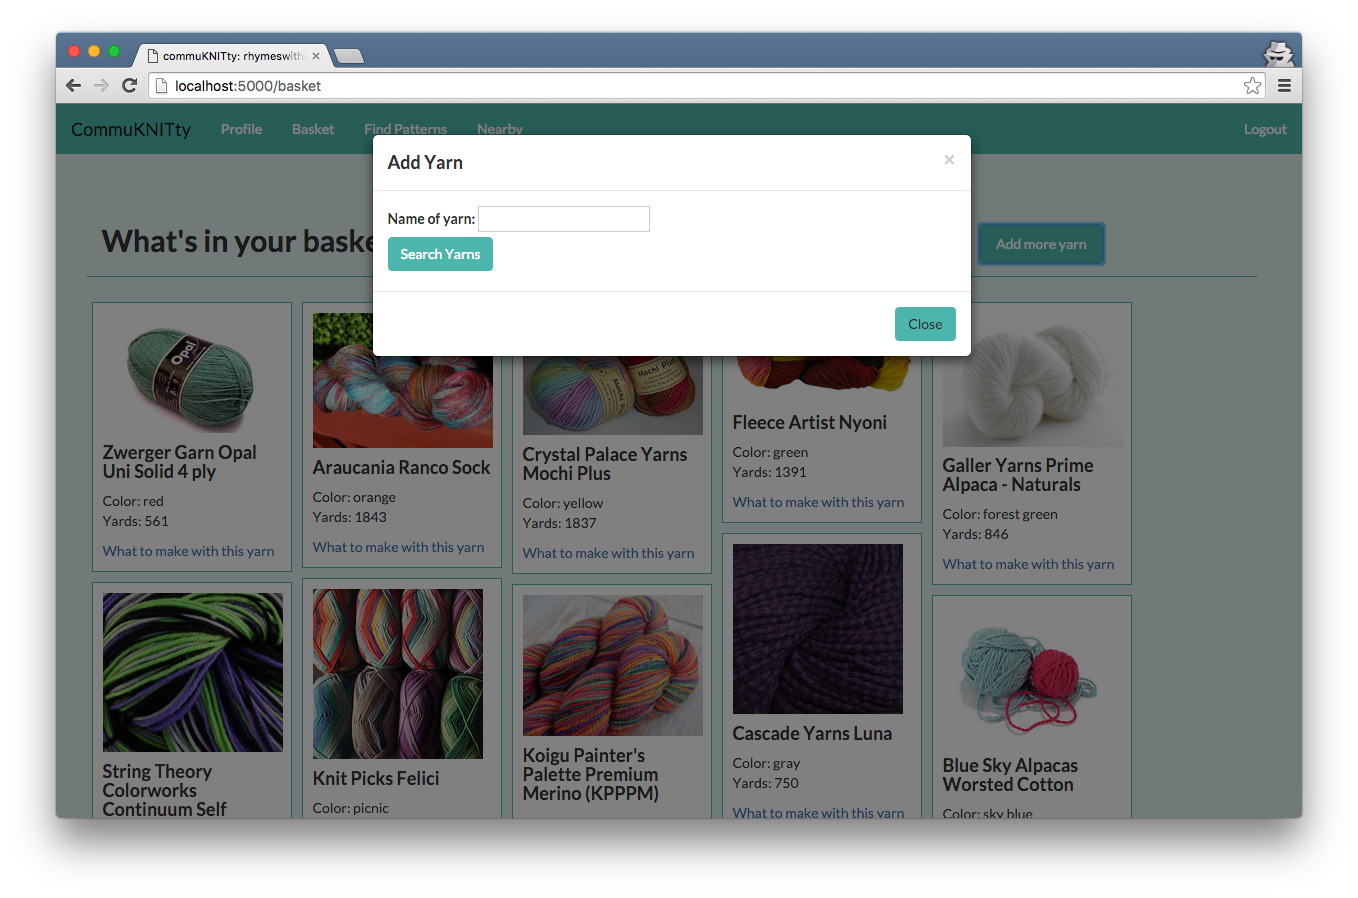 commuKNITty: rhymeswith
localhost:5000/basket
CommuKNITty Profile Basket Find Patterns Nearby Logout
Add Yarn
×
Name of yarn:
Search Yarns
Close
What's in your baske
Add more yarn
Opal
Zwerger Garn Opal
Uni Solid 4 ply
Color: red
Yards: 561
What to make with this yarn
Araucania Ranco Sock
Color: orange
Yards: 1843
What to make with this yarn
Mochi Plus
Mochi Plus
Crystal Palace Yarns
Mochi Plus
Color: yellow
Yards: 1837
What to make with this yarn
Fleece Artist Nyoni
Color: green
Yards: 1391
What to make with this yarn
Galler Yarns Prime
Alpaca - Naturals
Color: forest green
Yards: 846
What to make with this yarn
String Theory
Colorworks
Continuum Self
Knit Picks Felici
Color: picnic
Koigu Painter's
Palette Premium
Merino (KPPPM)
Cascade Yarns Luna
Color: gray
Yards: 750
What to make with this yarn
Blue Sky Alpacas
Worsted Cotton
Color: sky blue